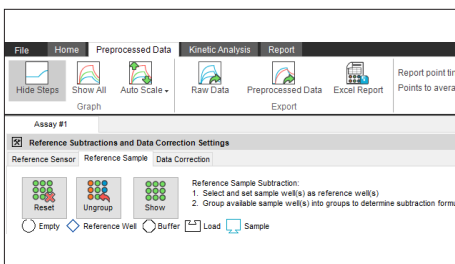 File Home Preprocessed Data Kinetic Analysis Report
Hide Steps Show All Auto Scale Raw Data Preprocessed Data Excel Report
Report point tim
Points to avera
Graph Export
Assay #1
Reference Subtractions and Data Correction Settings
Reference Sensor Reference Sample Data Correction
Reset Ungroup Show
Reference Sample Subtraction:
1. Select and set sample well(s) as reference well(s)
2. Group available sample well(s) into groups to determine subtraction formu
Empty Reference Well Buffer Load Sample